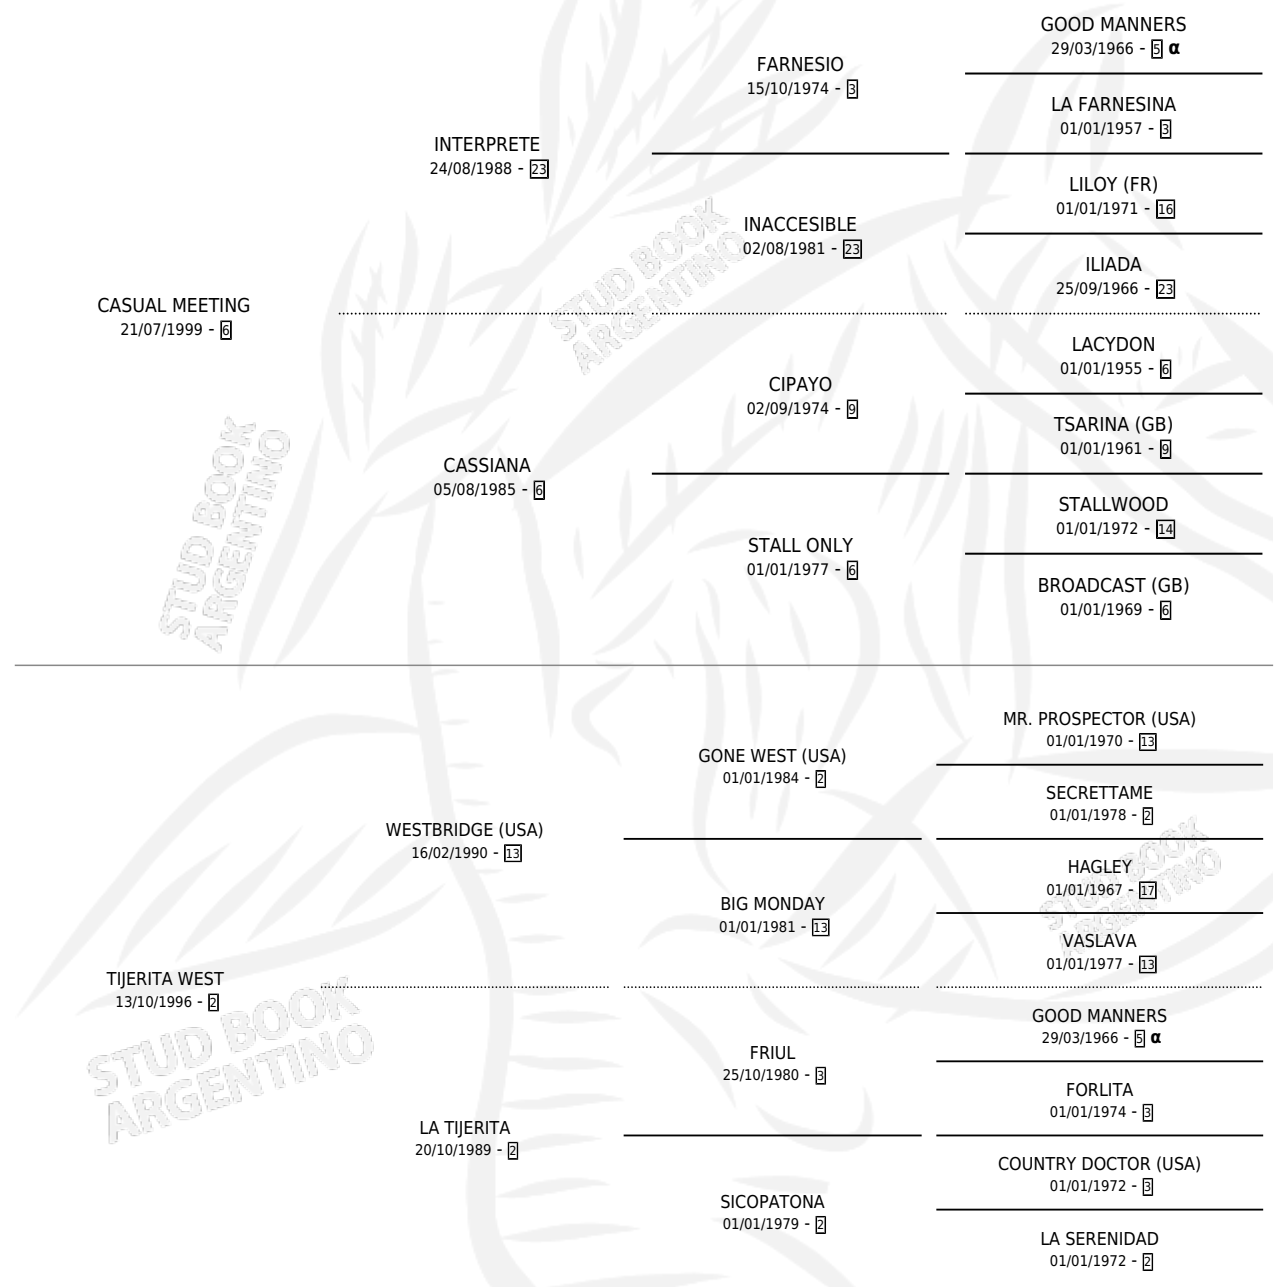 GOOD MANNERS
29/03/1966 - 5 α
FARNESIO
15/10/1974 - 3
LA FARNESINA
01/01/1957 - 3
INTERPRETE
24/08/1988 - 23
LILOY (FR)
01/01/1971 - 16
INACCESIBLE
02/08/1981 - 23
ILIADA
25/09/1966 - 23
CASUAL MEETING
21/07/1999 - 6
LACYDON
01/01/1955 - 6
CIPAYO
02/09/1974 - 9
TSARINA (GB)
01/01/1961 - 9
CASSIANA
05/08/1985 - 6
STALLWOOD
01/01/1972 - 14
STALL ONLY
01/01/1977 - 6
BROADCAST (GB)
01/01/1969 - 6
STUD BOOK
ARGENTINO
STUD BOOK
ARGENTINO
MR. PROSPECTOR (USA)
01/01/1970 - 13
GONE WEST (USA)
01/01/1984 - 2
SECRETTAME
01/01/1978 - 2
WESTBRIDGE (USA)
16/02/1990 - 13
HAGLEY
01/01/1967 - 17
BIG MONDAY
01/01/1981 - 13
VASLAVA
01/01/1977 - 13
STUD BOOK
ARGENTINO
TIJERITA WEST
13/10/1996 - 2
GOOD MANNERS
29/03/1966 - 5 α
FRIUL
25/10/1980 - 3
FORLITA
01/01/1974 - 3
LA TIJERITA
20/10/1989 - 2
COUNTRY DOCTOR (USA)
01/01/1972 - 3
SICOPATONA
01/01/1979 - 2
LA SERENIDAD
01/01/1972 - 2
STUD BOOK
ARGENTINO